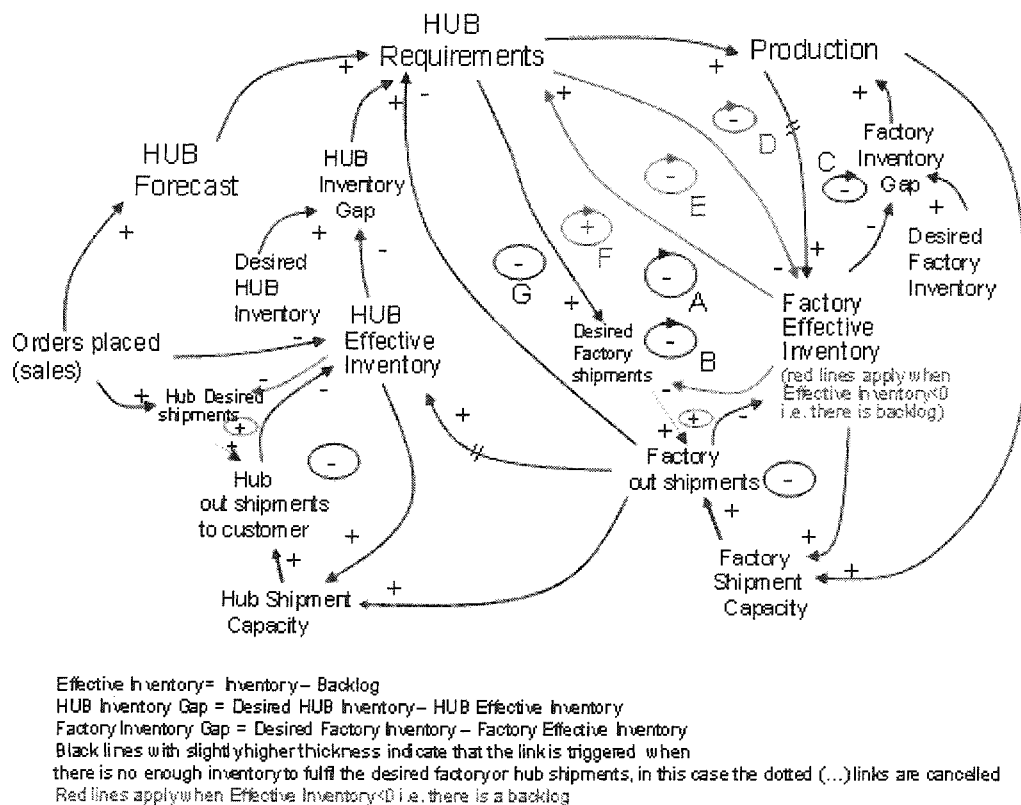 HUB
Requirements
Production
HUB
Forecast
HUB
Inventory
Gap
Factory
Inventory
Gap
Desired
HUB
Inventory
Desired
Factory
Inventory
Orders placed
(sales)
HUB
Effective
Inventory
Desired
Factory
shipments
Factory
Effective
Inventory
(red lines apply when
Effective Inventory<0
i.e. there is backlog)
Hub Desired
shipments
Hub
out shipments
to customer
Factory
out shipments
Hub Shipment
Capacity
Factory
Shipment
Capacity
A
B
C
D
E
F
G
+
-
Effective Inventory= Inventory– Backlog
HUB Inventory Gap = Desired HUB Inventory– HUB Effective Inventory
Factory Inventory Gap = Desired Factory Inventory – Factory Effective Inventory
Black lines with slightly higher thickness indicate that the link is triggered when
there is no enough inventory to fulfil the desired factory or hub shipments, in this case the dotted (...) links are cancelled
Red lines apply when Effective Inventory<0 i.e. there is a backlog